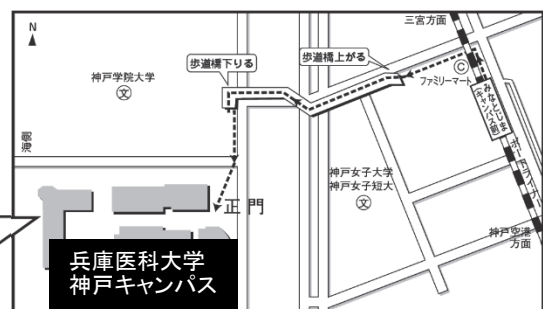 N
三宮方面
歩道橋下りる
歩道橋上がる
神戸学院大学
文
C
ファミリーマート
みなとじま
(キャンパス前)
ポートライナー
海側
神戸女子大学
神戸女子短大
文
正門
神戸空港
方面
兵庫医科大学
神戸キャンパス